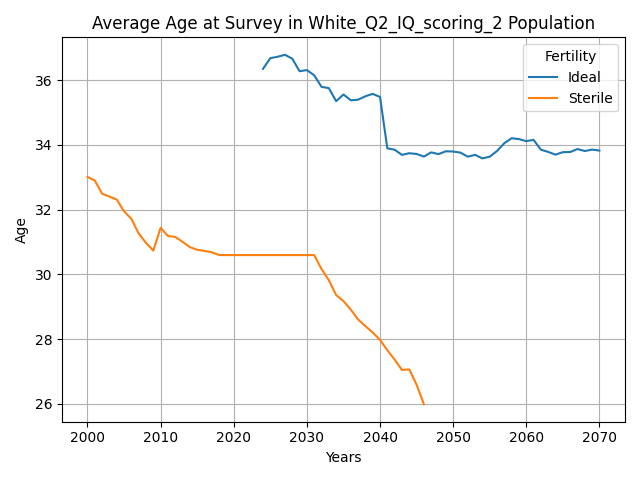 Average Age at Survey in White_Q2_IQ_scoring_2 Population
Fertility
Ideal
Sterile
Age
36
34
32
30
28
26
2000 2010 2020 2030 2040 2050 2060 2070
Years